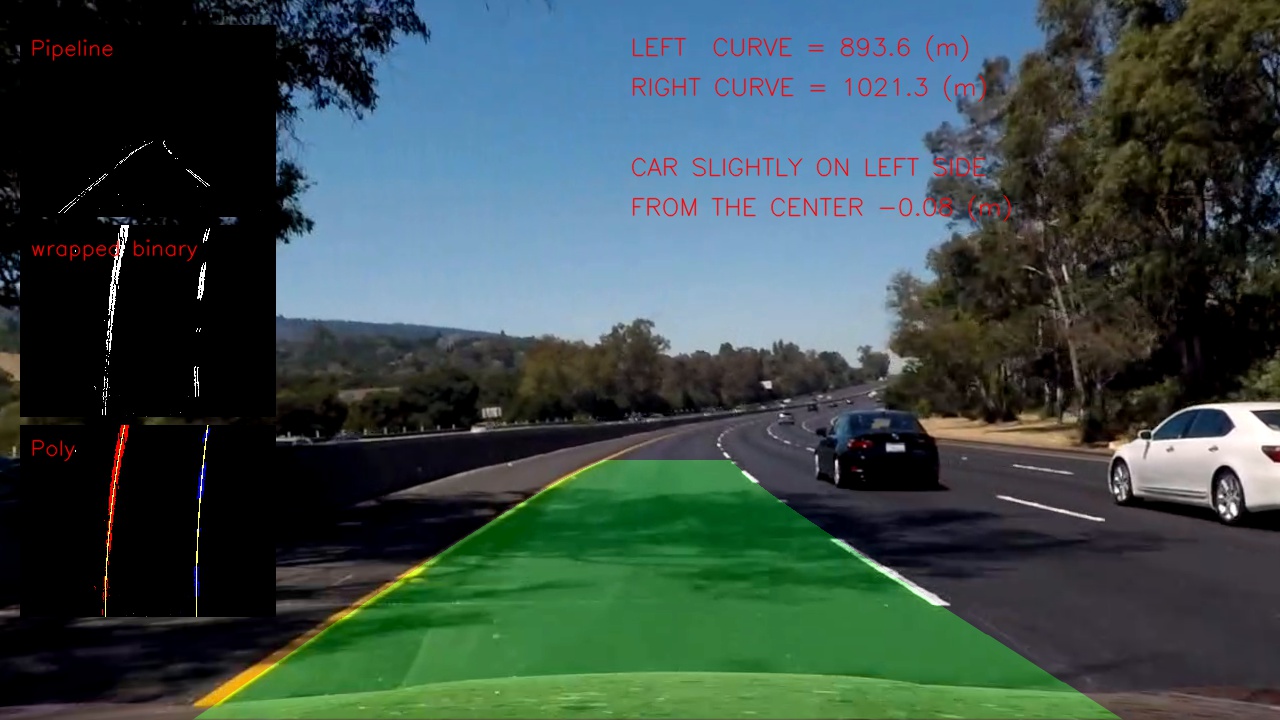 Pipeline
wrapped binary
Poly
LEFT CURVE = 893.6 (m)
RIGHT CURVE = 1021.3 (m)
CAR SLIGHTLY ON LEFT SIDE
FROM THE CENTER -0.08 (m)